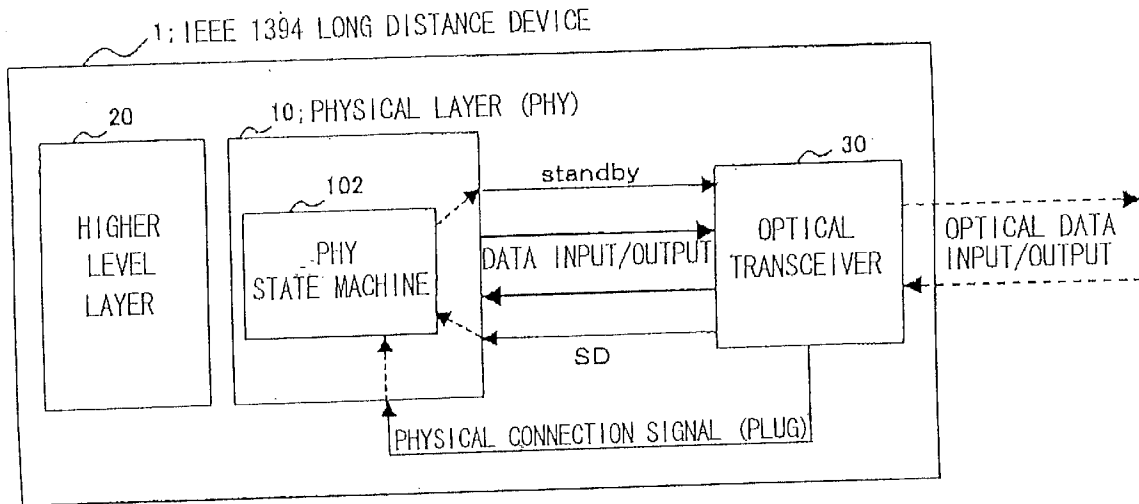 1; IEEE 1394 LONG DISTANCE DEVICE
20
10; PHYSICAL LAYER (PHY)
30
102
standby
HIGHER
LEVEL
LAYER
PHY
STATE MACHINE
DATA INPUT/OUTPUT
OPTICAL
TRANSCEIVER
OPTICAL DATA
INPUT/OUTPUT
SD
PHYSICAL CONNECTION SIGNAL (PLUG)